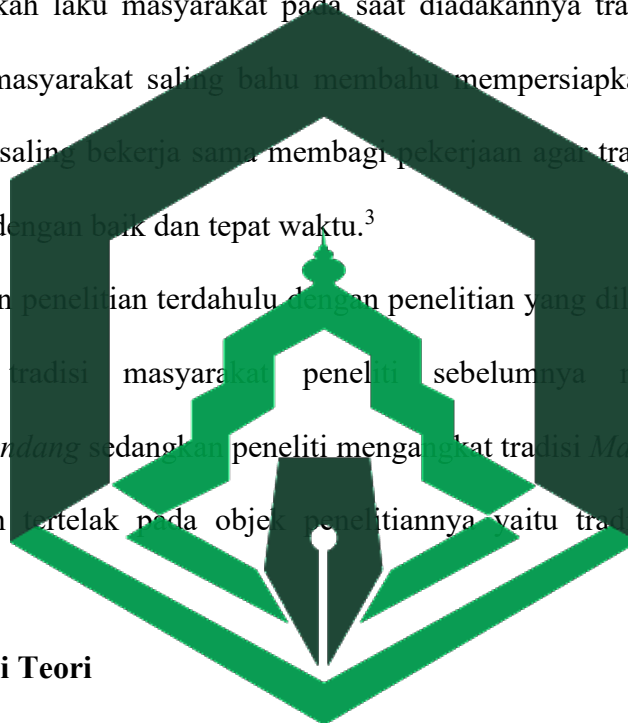 kah laku masyarakat pada saat diadakannya tra
masyarakat saling bahu membahu mempersiapka
saling bekerja sama membagi pekerjaan agar tra
dengan baik dan tepat waktu.³
n penelitian terdahulu dengan penelitian yang dil
tradisi masyarakat peneliti sebelumnya m
ndang sedangkan peneliti mengangkat tradisi Ma
n tertelak pada objek penelitiannya yaitu trad
i Teori